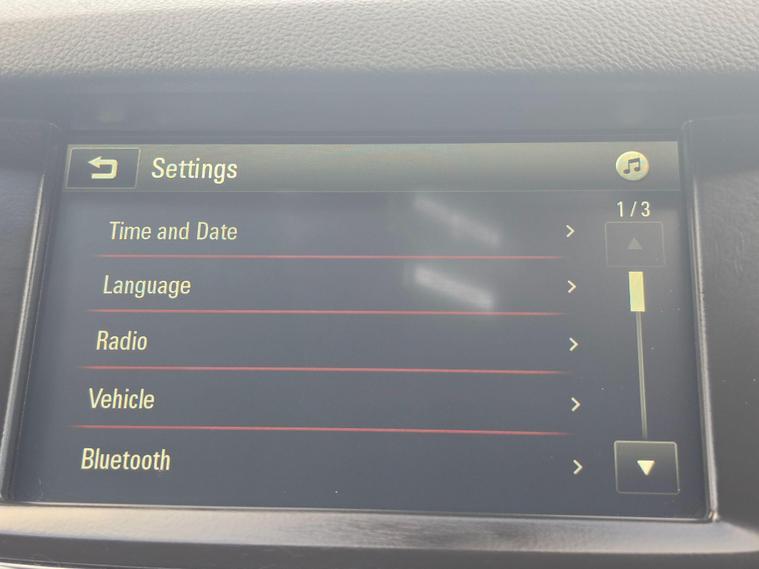 Settings
1 / 3
Time and Date
Language
Radio
Vehicle
Bluetooth